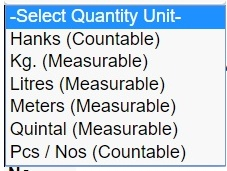 -Select Quantity Unit-
Hanks (Countable)
Kg. (Measurable)
Litres (Measurable)
Meters (Measurable)
Quintal (Measurable)
Pcs / Nos (Countable)